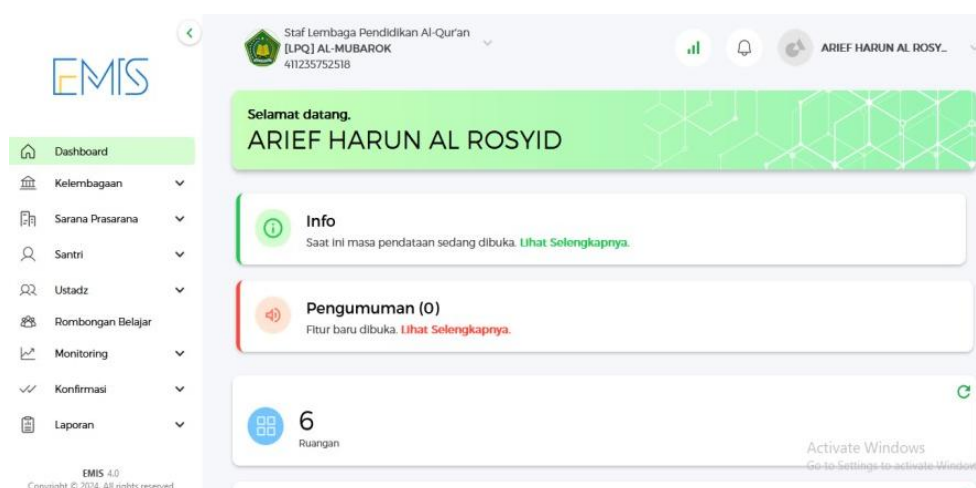 Staf Lembaga Pendidikan Al-Qur'an
[LPQ] AL-MUBAROK
411235752518
ARIEF HARUN AL ROSY...
EMIS
Selamat datang,
ARIEF HARUN AL ROSYID
Dashboard
Kelembagaan
Sarana Prasarana
Santri
Ustadz
Rombongan Belajar
Monitoring
Konfirmasi
Laporan
EMIS 4.0
Copyright © 2024. All rights reserved
Info
Saat ini masa pendataan sedang dibuka. Lihat Selengkapnya.
Pengumuman (0)
Fitur baru dibuka. Lihat Selengkapnya.
6
Ruangan
Activate Windows
Go to Settings to activate Windows